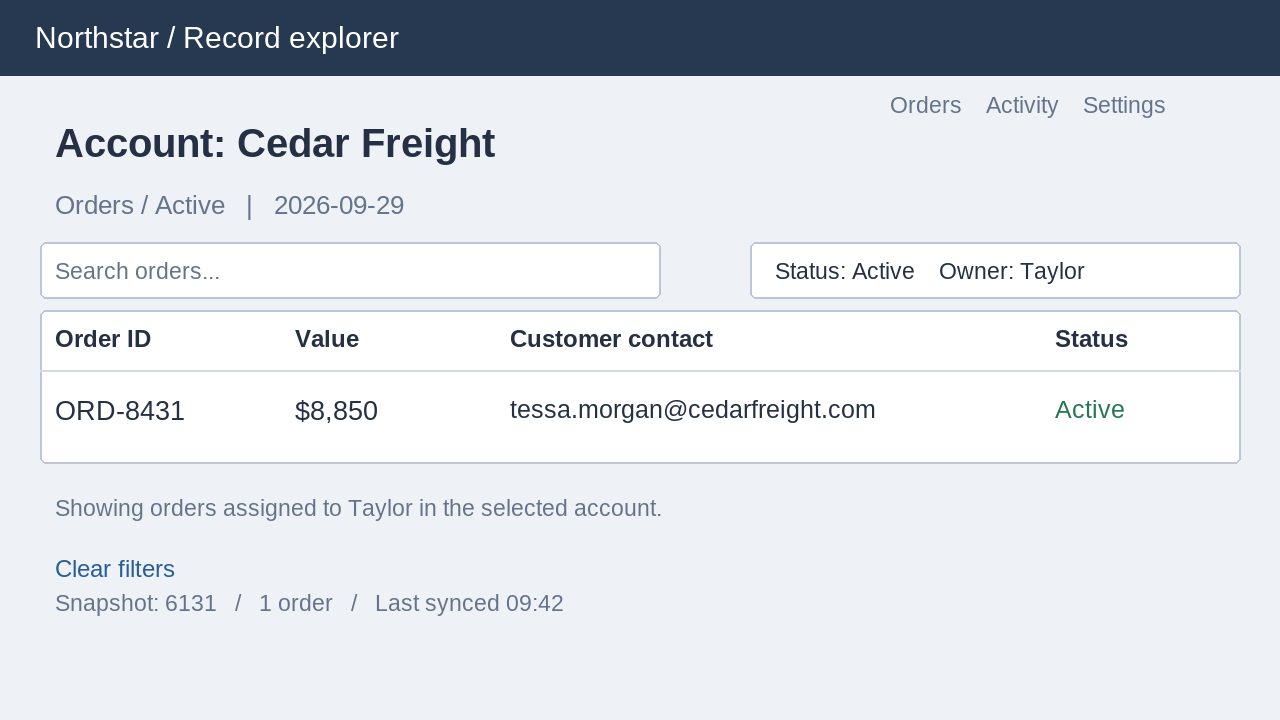 Northstar / Record explorer
Orders Activity Settings
Account: Cedar Freight
Orders / Active | 2026-09-29
Search orders...
Status: Active Owner: Taylor
Order ID Value Customer contact Status
ORD-8431 $8,850 tessa.morgan@cedarfreight.com Active
Showing orders assigned to Taylor in the selected account.
Clear filters
Snapshot: 6131 / 1 order / Last synced 09:42